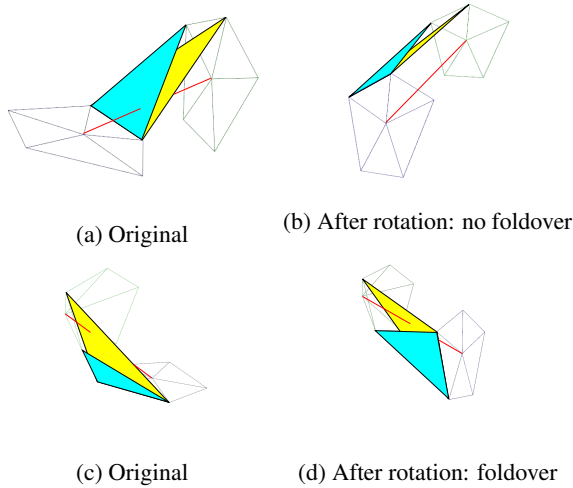 (a) Original
(b) After rotation: no foldover
(c) Original
(d) After rotation: foldover